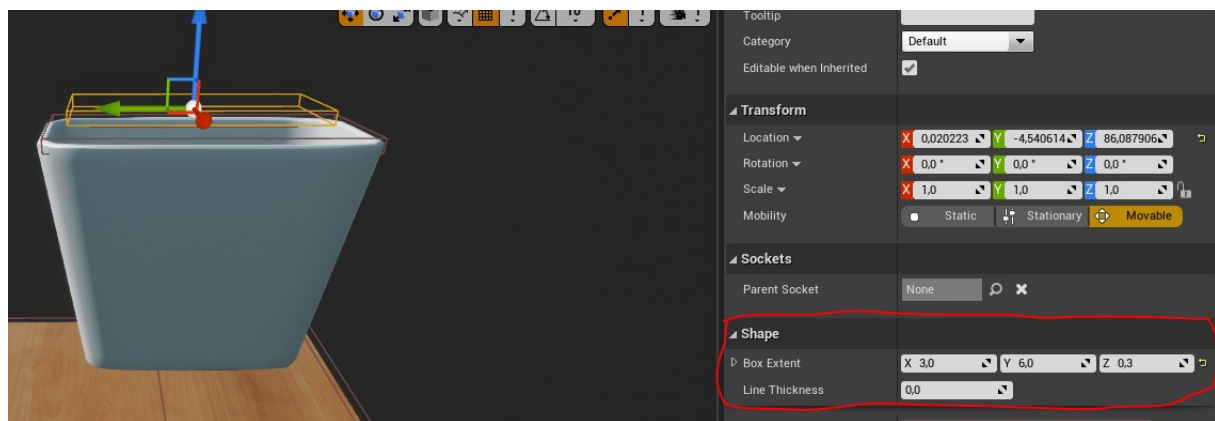 Tooltip
Category Default
Editable when Inherited
Transform
Location X 0,020223 Y -4,540614 Z 86,087906
Rotation X 0,0 ° Y 0,0 ° Z 0,0 °
Scale X 1,0 Y 1,0 Z 1,0
Mobility Static Stationary Movable
Sockets
Parent Socket None
Shape
Box Extent X 3,0 Y 6,0 Z 0,3
Line Thickness 0,0